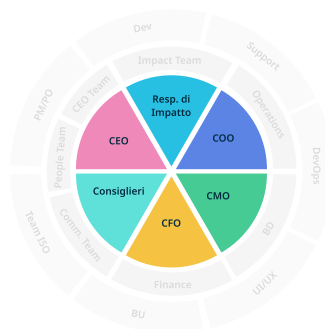 Dev
Support
PM/PO
CEO Team
Impact Team
Operations
Resp. di
Impatto
CEO
COO
People Team
DevOps
Consiglieri
CMO
CFO
Team ISO
Comm. Team
Finance
BD
UI/UX
BU